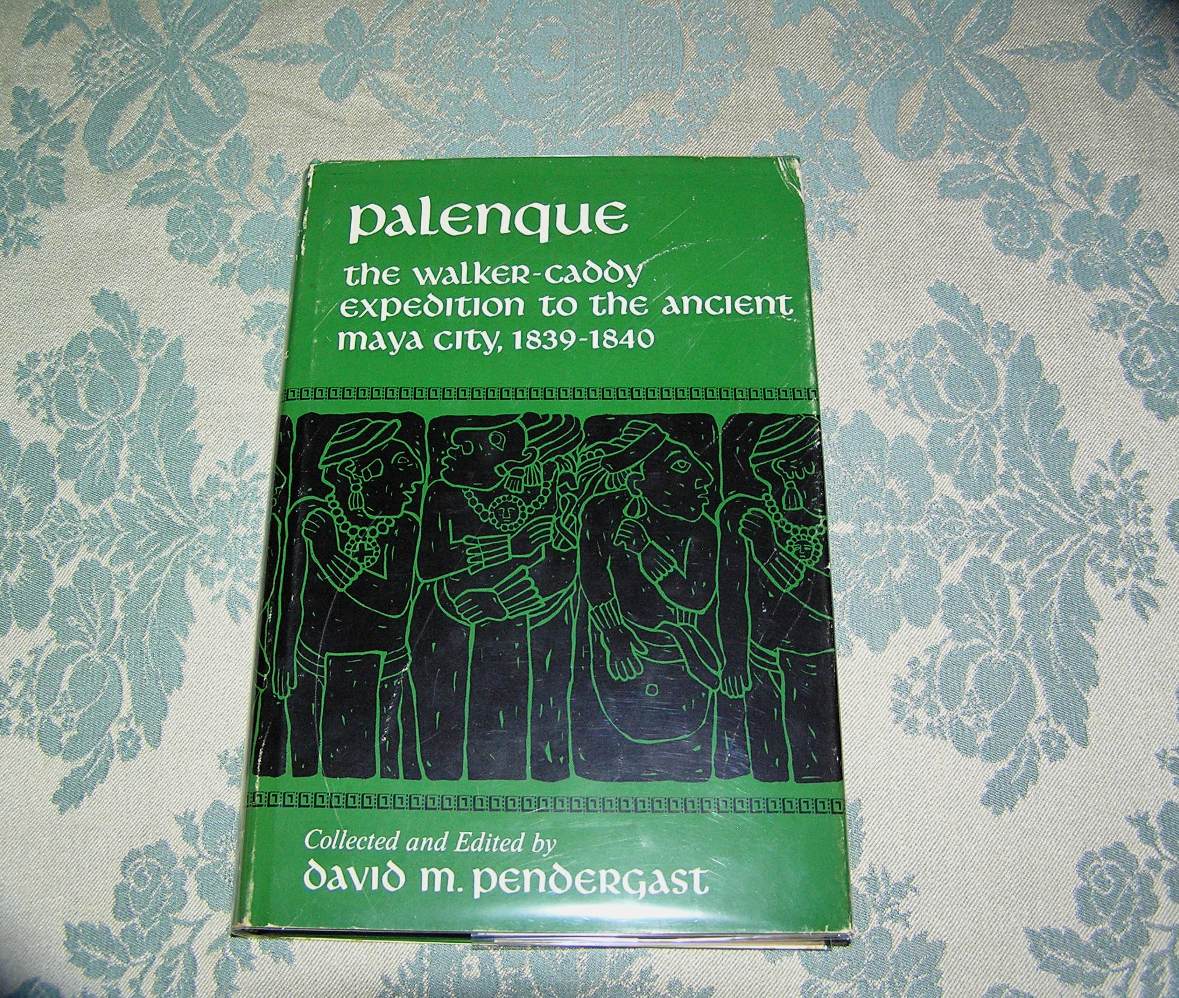 palenque
the walker-caddy
expedition to the ancient
maya city, 1839-1840
Collected and Edited by
david m. pendergast